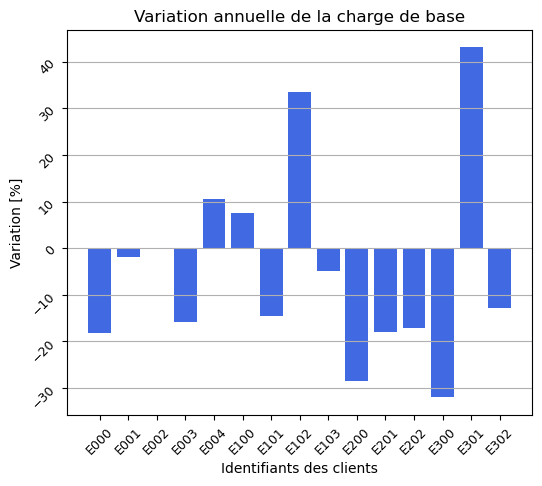 Variation annuelle de la charge de base
Variation [%]
40
30
20
10
0
−10
−20
−30
E000 E001 E002 E003 E004 E100 E101 E102 E103 E200 E201 E202 E300 E301 E302
Identifiants des clients